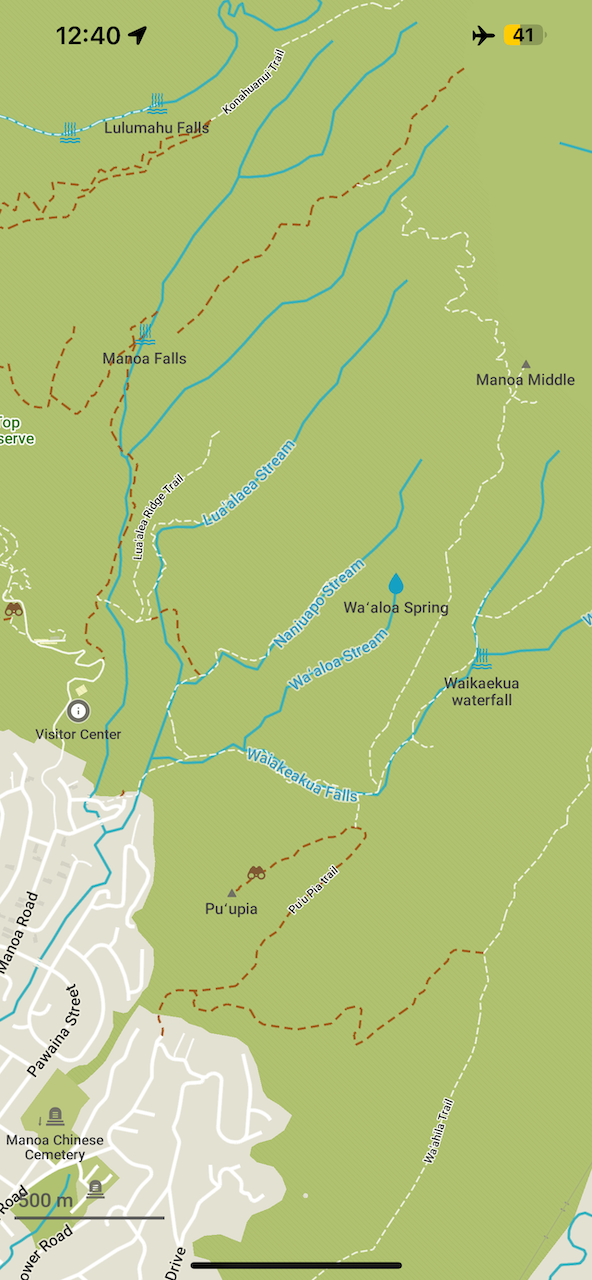 12:40
41
Konahuanui Trail
Lulumahu Falls
Manoa Falls
Manoa Middle
op
serve
Lua'alaea Stream
Lua'alea Ridge Trail
Naniuapo Stream
Wa‘aloa Spring
Wa‘aloa Stream
Waikaekua
waterfall
W
Visitor Center
Waiakeakua Falls
Pu‘u Pia trail
Pu‘upia
Manoa Road
Pawaina Street
Wa‘ahila Trail
Manoa Chinese
Cemetery
Road
500 m
ower Road
Drive